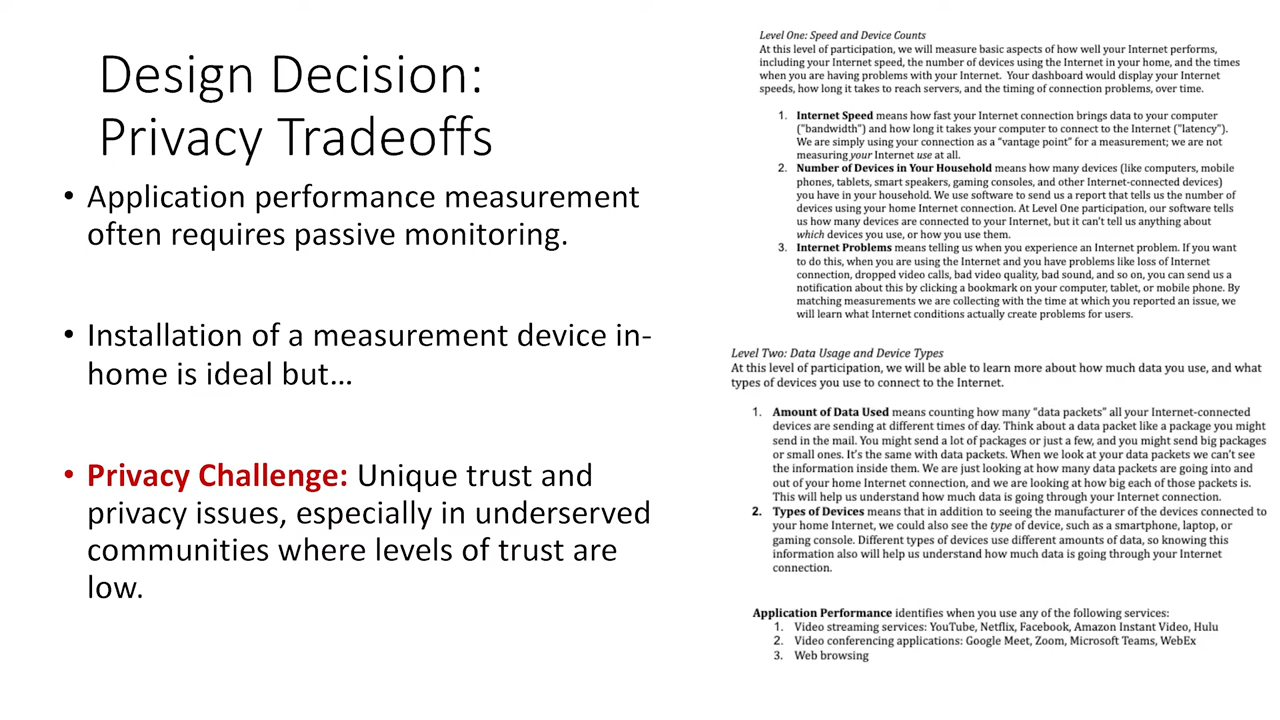 Design Decision:
Privacy Tradeoffs
• Application performance measurement
often requires passive monitoring.
• Installation of a measurement device in-
home is ideal but...
• Privacy Challenge: Unique trust and
privacy issues, especially in underserved
communities where levels of trust are
low.
Level One: Speed and Device Counts
At this level of participation, we will measure basic aspects of how well your Internet performs,
including your Internet speed, the number of devices using the Internet in your home, and the times
when you are having problems with your Internet. Your dashboard would display your Internet
speeds, how long it takes to reach servers, and the timing of connection problems, over time.
1. Internet Speed means how fast your Internet connection brings data to your computer
("bandwidth") and how long it takes your computer to connect to the Internet ("latency").
We are simply using your connection as a "vantage point" for a measurement; we are not
measuring your Internet use at all.
2. Number of Devices in Your Household means how many devices (like computers, mobile
phones, tablets, smart speakers, gaming consoles, and other Internet-connected devices)
you have in your household. We use software to send us a report that tells us the number of
devices using your home Internet connection. At Level One participation, our software tells
us how many devices are connected to your Internet, but it can't tell us anything about
which devices you use, or how you use them.
3. Internet Problems means telling us when you experience an Internet problem. If you want
to do this, when you are using the Internet and you have problems like loss of Internet
connection, dropped video calls, bad video quality, bad sound, and so on, you can send us a
notification about this by clicking a bookmark on your computer, tablet, or mobile phone. By
matching measurements we are collecting with the time at which you reported an issue, we
will learn what Internet conditions actually create problems for users.
Level Two: Data Usage and Device Types
At this level of participation, we will be able to learn more about how much data you use, and what
types of devices you use to connect to the Internet.
1. Amount of Data Used means counting how many "data packets" all your Internet-connected
devices are sending at different times of day. Think about a data packet like a package you might
send in the mail. You might send a lot of packages or just a few, and you might send big packages
or small ones. It's the same with data packets. When we look at your data packets we can't see
the information inside them. We are just looking at how many data packets are going into and
out of your home Internet connection, and we are looking at how big each of those packets is.
This will help us understand how much data is going through your Internet connection.
2. Types of Devices means that in addition to seeing the manufacturer of the devices connected to
your home Internet, we could also see the type of device, such as a smartphone, laptop, or
gaming console. Different types of devices use different amounts of data, so knowing this
information also will help us understand how much data is going through your Internet
connection.
Application Performance identifies when you use any of the following services:
1. Video streaming services: YouTube, Netflix, Facebook, Amazon Instant Video, Hulu
2. Video conferencing applications: Google Meet, Zoom, Microsoft Teams, WebEx
3. Web browsing